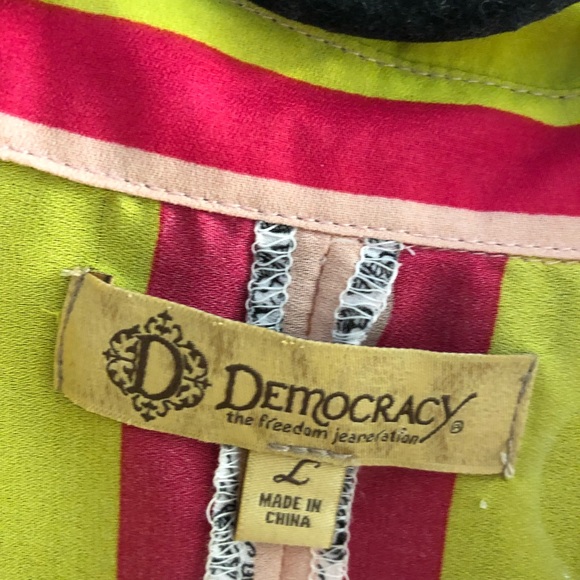 D
DEMOCRACY®
the freedom jeaneration
L
MADE IN
CHINA